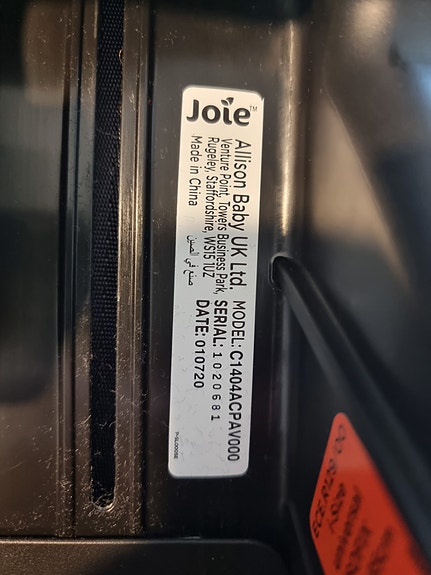 Joie™
Allison Baby UK Ltd.
Venture Point, Towers Business Park,
Rugeley, Staffordshire, WS15 1UZ
Made in China
صنع في الصين
MODEL: C1404ACPAV000
SERIAL: 1020681
DATE: 010720